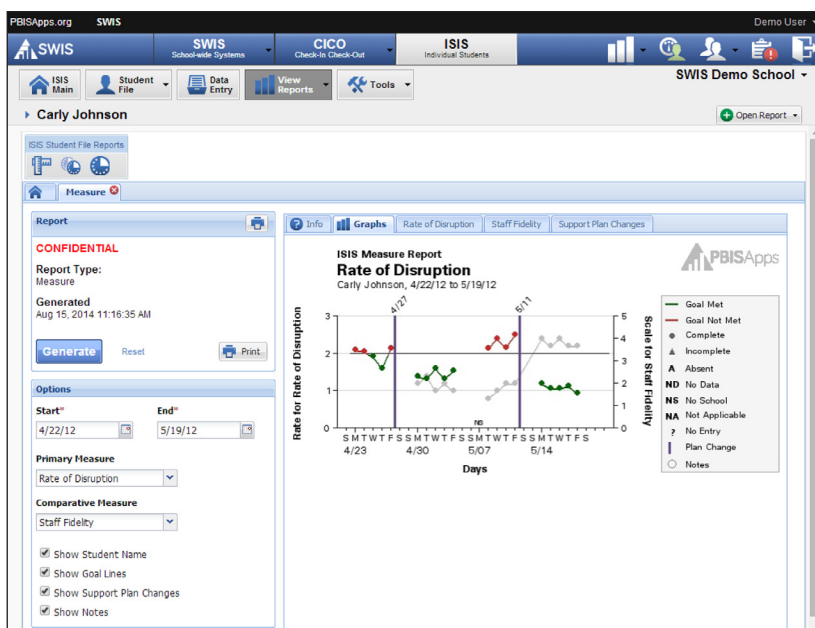 PBISApps.org SWIS Demo User
SWIS
SWIS
School-wide Systems
CICO
Check-In Check-Out
ISIS
Individual Students
ISIS Main
Student File
Data Entry
View Reports
Tools
SWIS Demo School
Carly Johnson
Open Report
ISIS Student File Reports
Measure
Report
CONFIDENTIAL
Report Type:
Measure
Generated
Aug 15, 2014 11:16:35 AM
Generate Reset Print
Options
Start* End*
4/22/12 5/19/12
Primary Measure
Rate of Disruption
Comparative Measure
Staff Fidelity
Show Student Name
Show Goal Lines
Show Support Plan Changes
Show Notes
Info Graphs Rate of Disruption Staff Fidelity Support Plan Changes
ISIS Measure Report
Rate of Disruption
Carly Johnson, 4/22/12 to 5/19/12
PBISApps
4/27 5/11
Rate for Rate of Disruption
3
2
1
0
5
4
3
2
1
0
Scale for Staff Fidelity
NS
S M T W T F S S M T W T F S S M T W T F S S M T W T F S
4/23 4/30 5/07 5/14
Days
Goal Met
Goal Not Met
Complete
Incomplete
A Absent
ND No Data
NS No School
NA Not Applicable
? No Entry
Plan Change
Notes